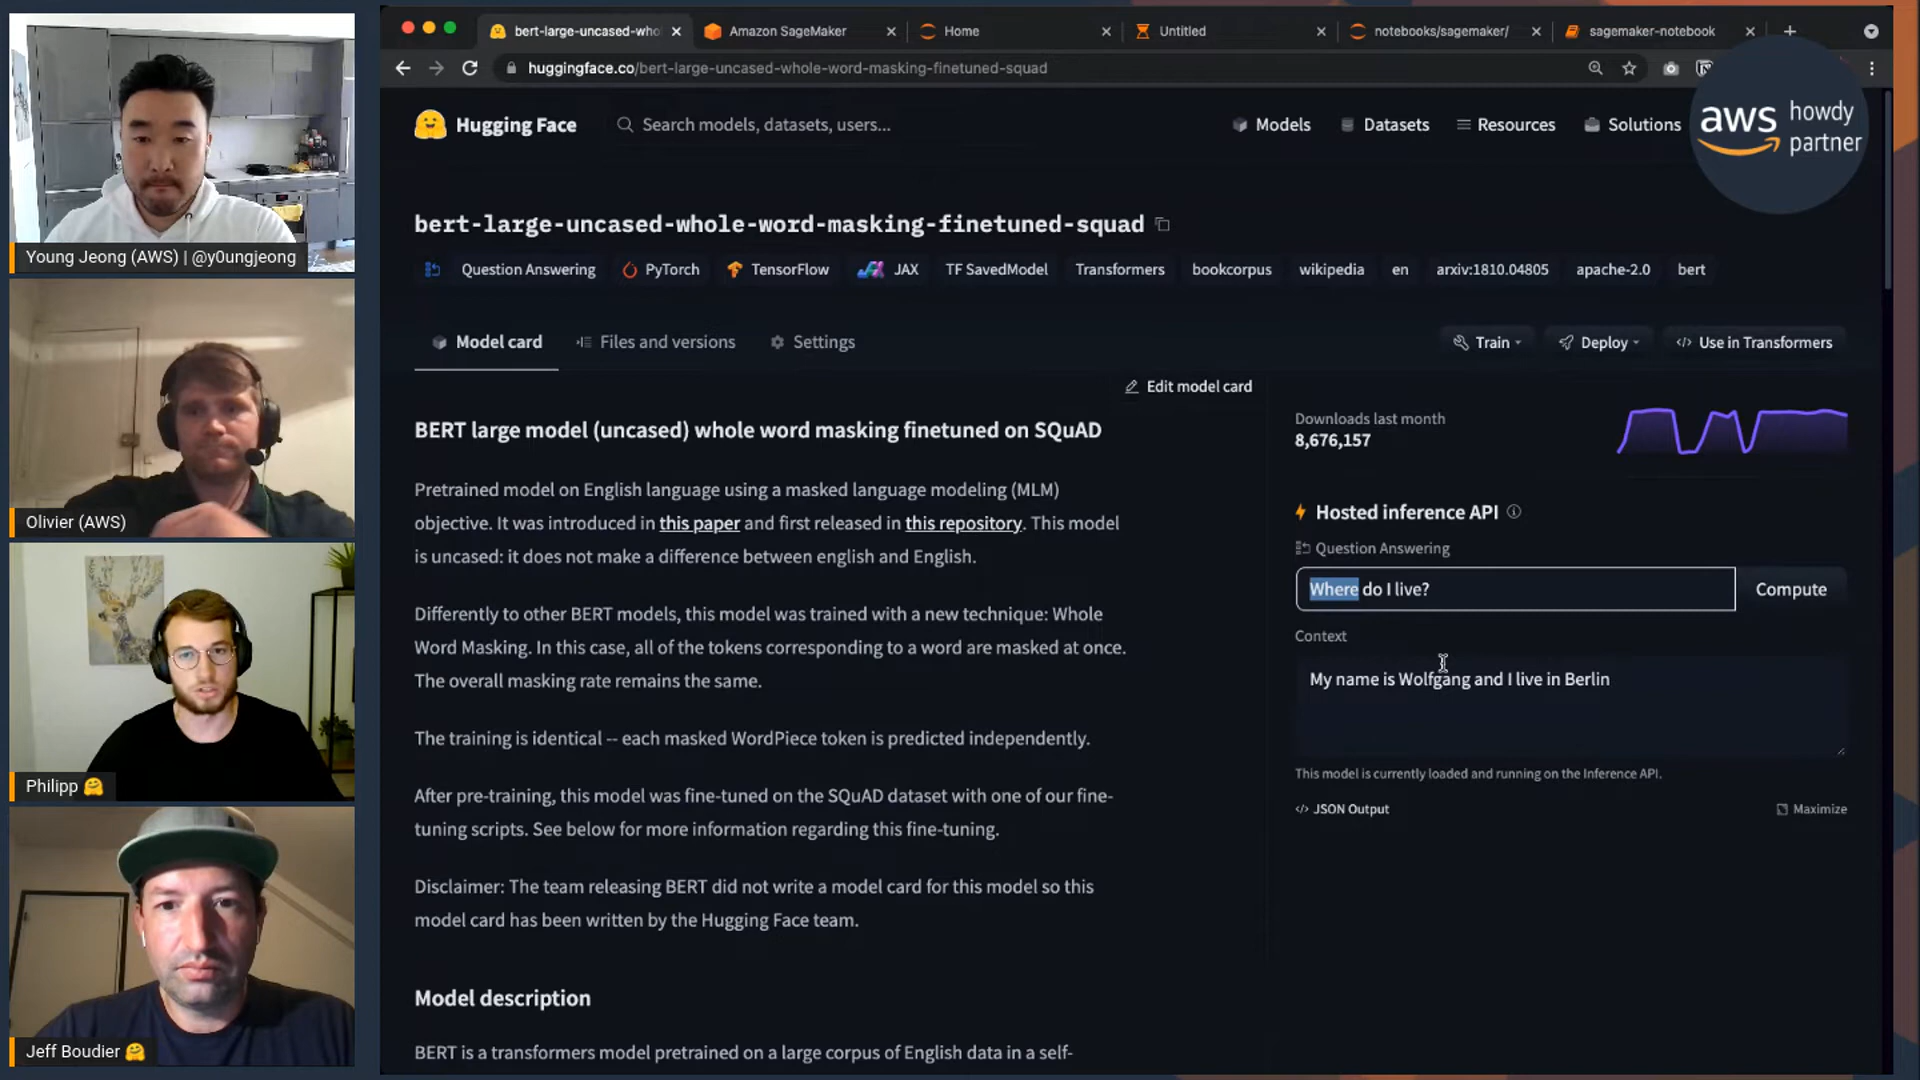 Young Jeong (AWS) | @y0ungjeong
Olivier (AWS)
Philipp 🤗
Jeff Boudier 🤗
bert-large-uncased-who
Amazon SageMaker
Home
Untitled
notebooks/sagemaker/
sagemaker-notebook
huggingface.co/bert-large-uncased-whole-word-masking-finetuned-squad
aws howdy
partner
Hugging Face
Search models, datasets, users...
Models
Datasets
Resources
Solutions
bert-large-uncased-whole-word-masking-finetuned-squad
Question Answering PyTorch TensorFlow JAX TF SavedModel Transformers bookcorpus wikipedia en arxiv:1810.04805 apache-2.0 bert
Model card Files and versions Settings
Train Deploy </> Use in Transformers
Edit model card
BERT large model (uncased) whole word masking finetuned on SQuAD
Pretrained model on English language using a masked language modeling (MLM)
objective. It was introduced in this paper and first released in this repository. This model
is uncased: it does not make a difference between english and English.
Differently to other BERT models, this model was trained with a new technique: Whole
Word Masking. In this case, all of the tokens corresponding to a word are masked at once.
The overall masking rate remains the same.
The training is identical -- each masked WordPiece token is predicted independently.
After pre-training, this model was fine-tuned on the SQuAD dataset with one of our fine-
tuning scripts. See below for more information regarding this fine-tuning.
Disclaimer: The team releasing BERT did not write a model card for this model so this
model card has been written by the Hugging Face team.
Model description
BERT is a transformers model pretrained on a large corpus of English data in a self-
Downloads last month
8,676,157
Hosted inference API
Question Answering
Where do I live?
Compute
Context
My name is Wolfgang and I live in Berlin
This model is currently loaded and running on the Inference API.
</> JSON Output
Maximize